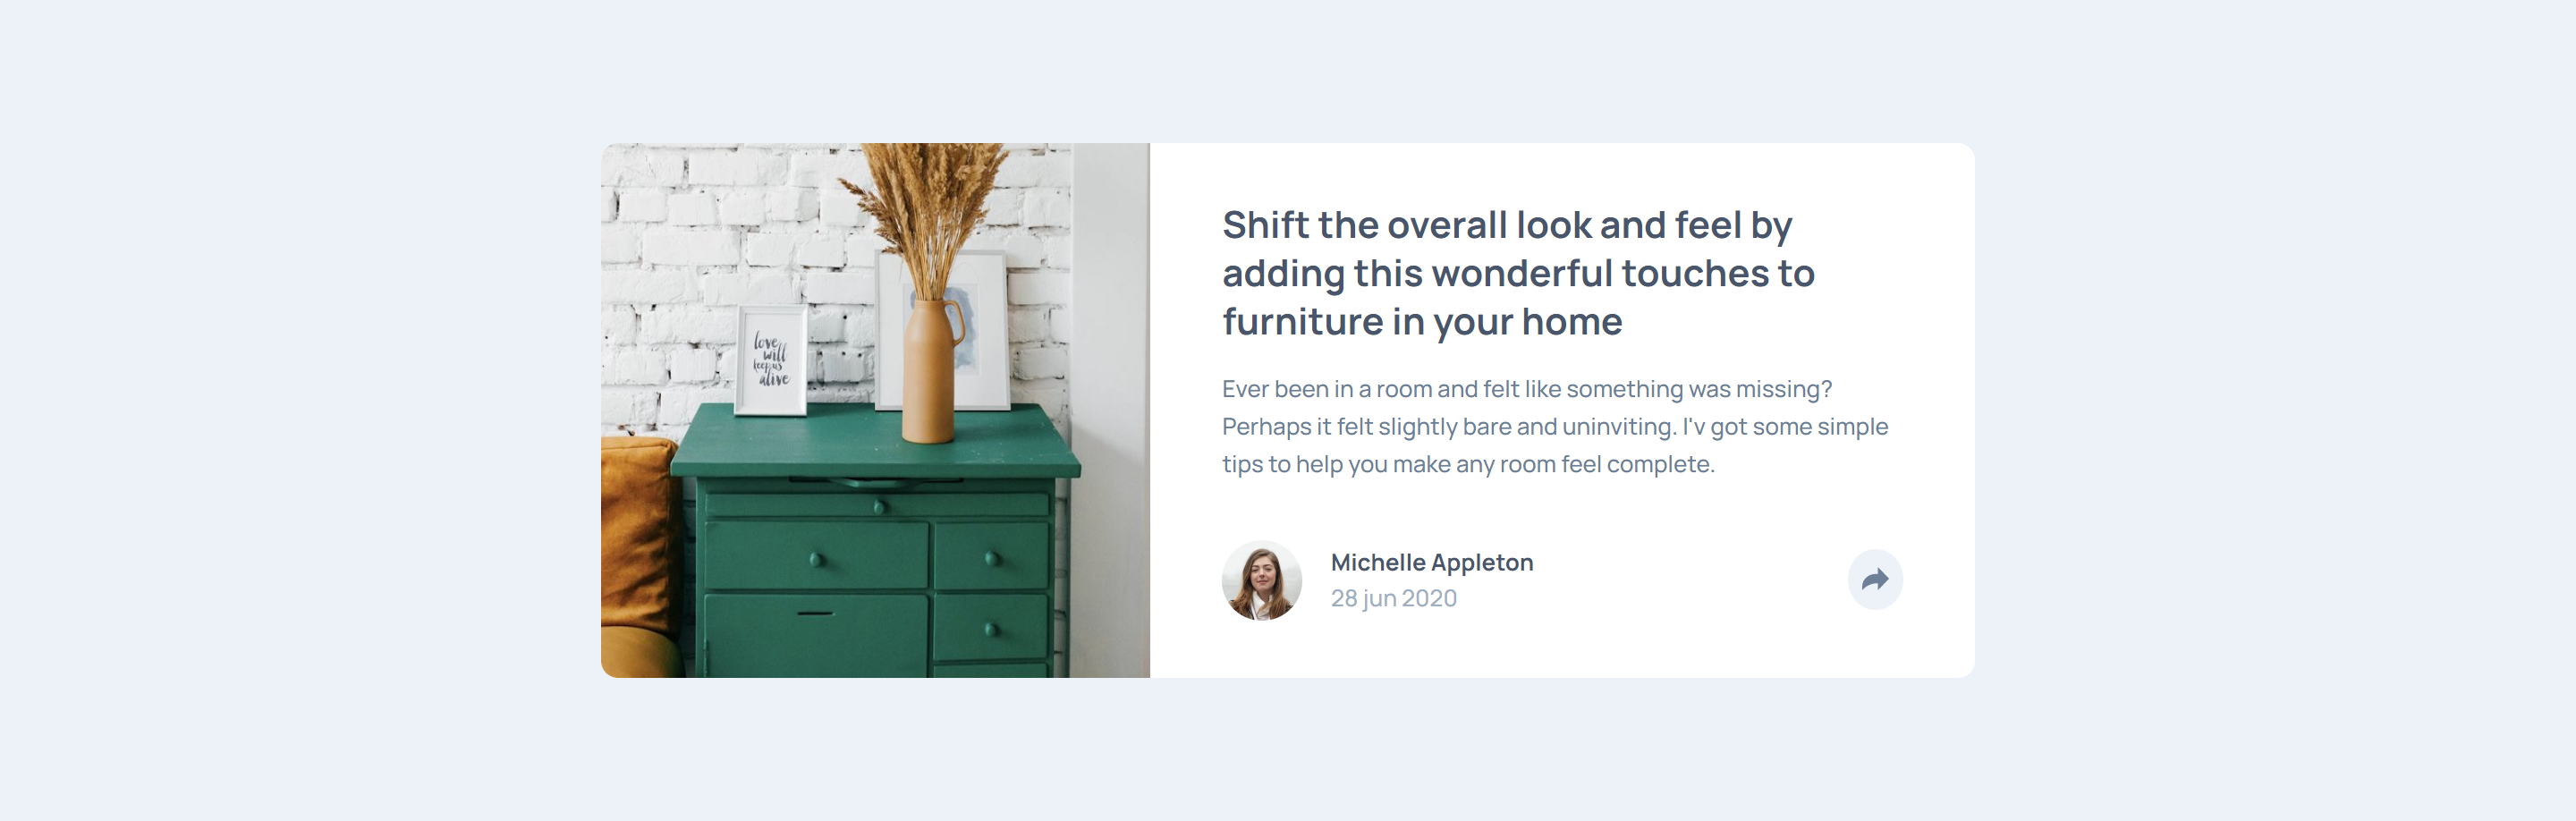 love
will
keep us
alive
Shift the overall look and feel by
adding this wonderful touches to
furniture in your home
Ever been in a room and felt like something was missing?
Perhaps it felt slightly bare and uninviting. I'v got some simple
tips to help you make any room feel complete.
Michelle Appleton
28 jun 2020